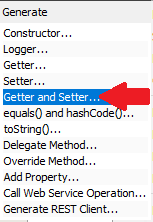 Generate
Constructor...
Logger...
Getter...
Setter...
Getter and Setter...
equals() and hashCode()...
toString()...
Delegate Method...
Override Method...
Add Property...
Call Web Service Operation...
Generate REST Client...